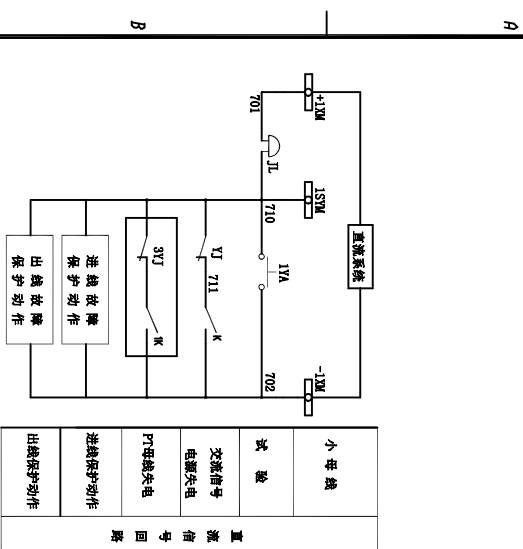 A
B
+1XM
701
JL
1SYM
710
直流系统
1YA
-1XM
702
YJ
711
K
3YJ
1K
进线故障
保护动作
出线故障
保护动作
小母线
试验
交流信号
电源失电
PT母线失电
进线保护动作
出线保护动作
直流信号回路